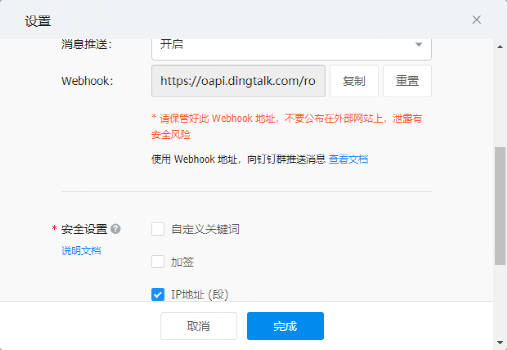 设置
消息推送： 开启
Webhook： https://oapi.dingtalk.com/ro 复制 重置
* 请保管好此 Webhook 地址，不要公布在外部网站上，泄露有
安全风险
使用 Webhook 地址，向钉钉群推送消息 查看文档
* 安全设置 ? 自定义关键词
说明文档
加签
IP地址 (段)
取消 完成